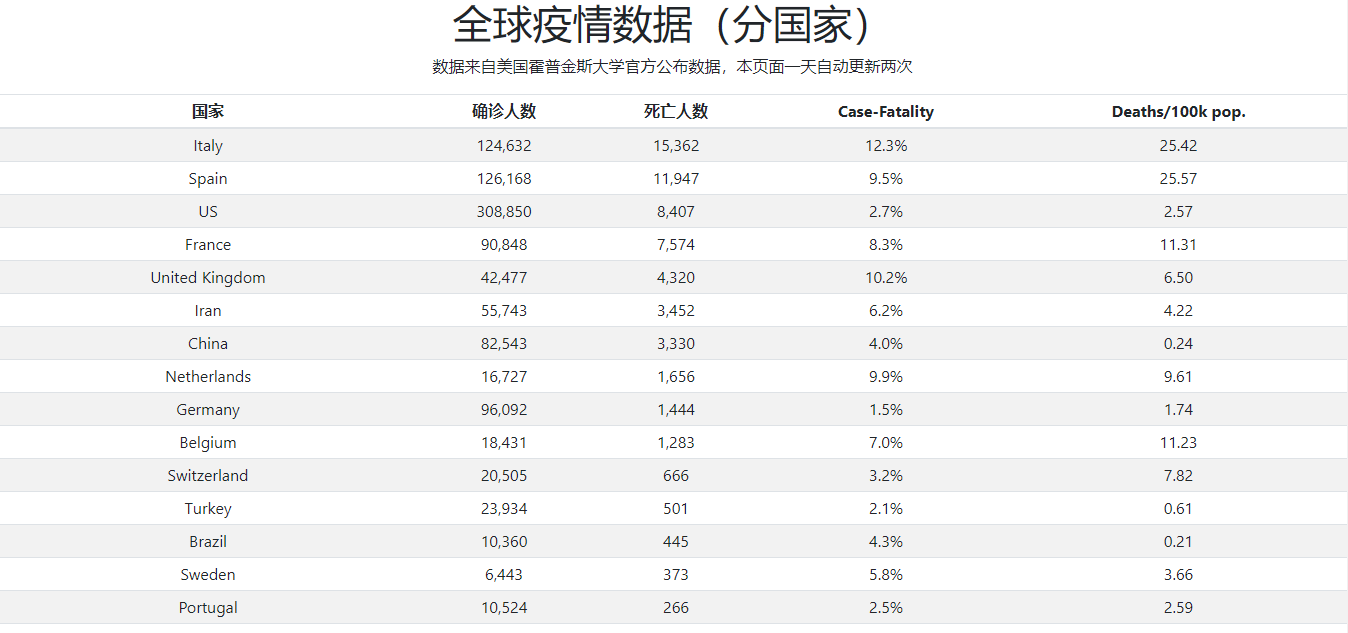 全球疫情数据（分国家）
数据来自美国霍普金斯大学官方公布数据，本页面一天自动更新两次
国家 确诊人数 死亡人数 Case-Fatality Deaths/100k pop.
Italy 124,632 15,362 12.3% 25.42
Spain 126,168 11,947 9.5% 25.57
US 308,850 8,407 2.7% 2.57
France 90,848 7,574 8.3% 11.31
United Kingdom 42,477 4,320 10.2% 6.50
Iran 55,743 3,452 6.2% 4.22
China 82,543 3,330 4.0% 0.24
Netherlands 16,727 1,656 9.9% 9.61
Germany 96,092 1,444 1.5% 1.74
Belgium 18,431 1,283 7.0% 11.23
Switzerland 20,505 666 3.2% 7.82
Turkey 23,934 501 2.1% 0.61
Brazil 10,360 445 4.3% 0.21
Sweden 6,443 373 5.8% 3.66
Portugal 10,524 266 2.5% 2.59